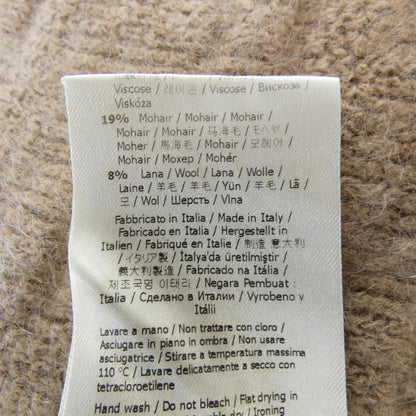 Viscose / 레이온 / Viscose / Вискоза /
Viskóza
19% Mohair / Mohair / Mohair /
Mohair / Mohair / 马海毛 / モヘヤ /
Moher / 馬海毛 / Mohair / 모헤어 /
Mohair / Мохер / Mohér
8% Lana / Wool / Lana / Wolle /
Laine / 羊毛 / 羊毛 / Yün / 羊毛 / Lã /
모 / Wol / Шерсть / Vlna
Fabbricato in Italia / Made in Italy /
Fabricado en Italia / Hergestellt in
Italien / Fabriqué en Italie / 制造 意大利
/ イタリア製 / İtalya'da üretilmiştir /
義大利製造 / Fabricado na Itália /
제조국명 이태리 / Negara Pembuat :
Italia / Сделано в Италии / Vyrobeno v
Itálii
Lavare a mano / Non trattare con cloro /
Asciugare in piano in ombra / Non usare
asciugatrice / Stirare a temperatura massima
110°C / Lavare delicatamente a secco con
tetracloroetilene
Hand wash / Do not bleach / Flat drying in